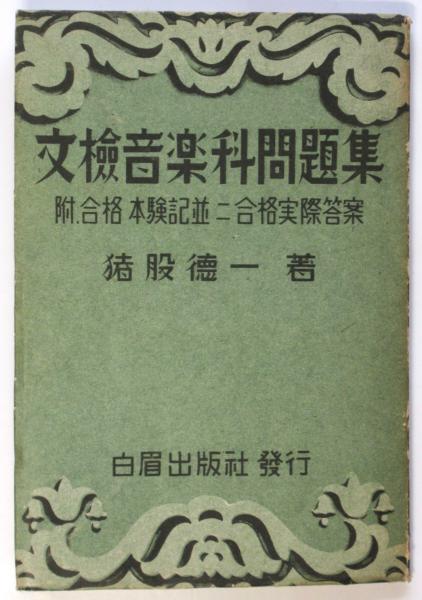 文檢音楽科問題集
附.合格本験記並ニ合格実際答案
猪股德一 著
白眉出版社 發行